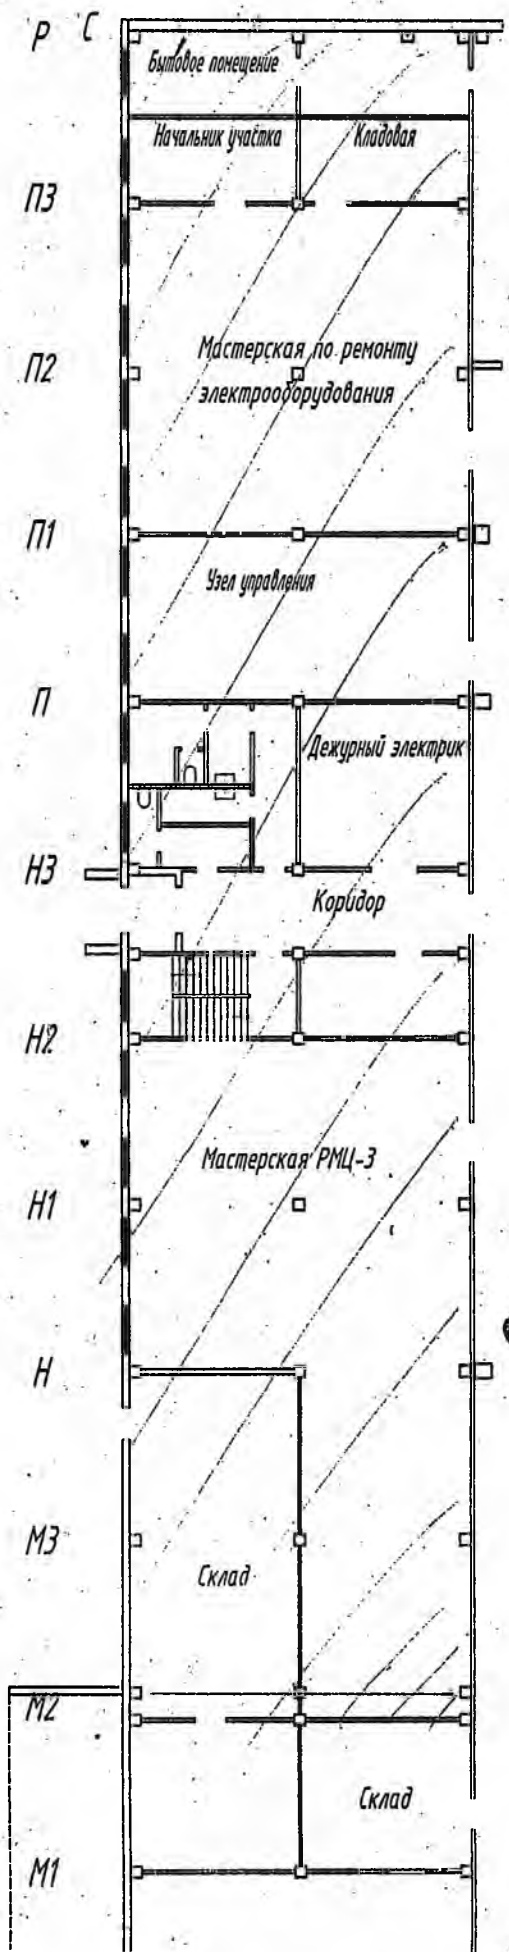 Р С
Бытовое помещение
Начальник участка
Кладовая
П3
Мастерская по ремонту
П2
электрооборудования
П1
Узел управления
П
Дежурный электрик
Н3
Коридор
Н2
Мастерская РМЦ-3
Н1
Н
М3
Склад
М2
Склад
М1